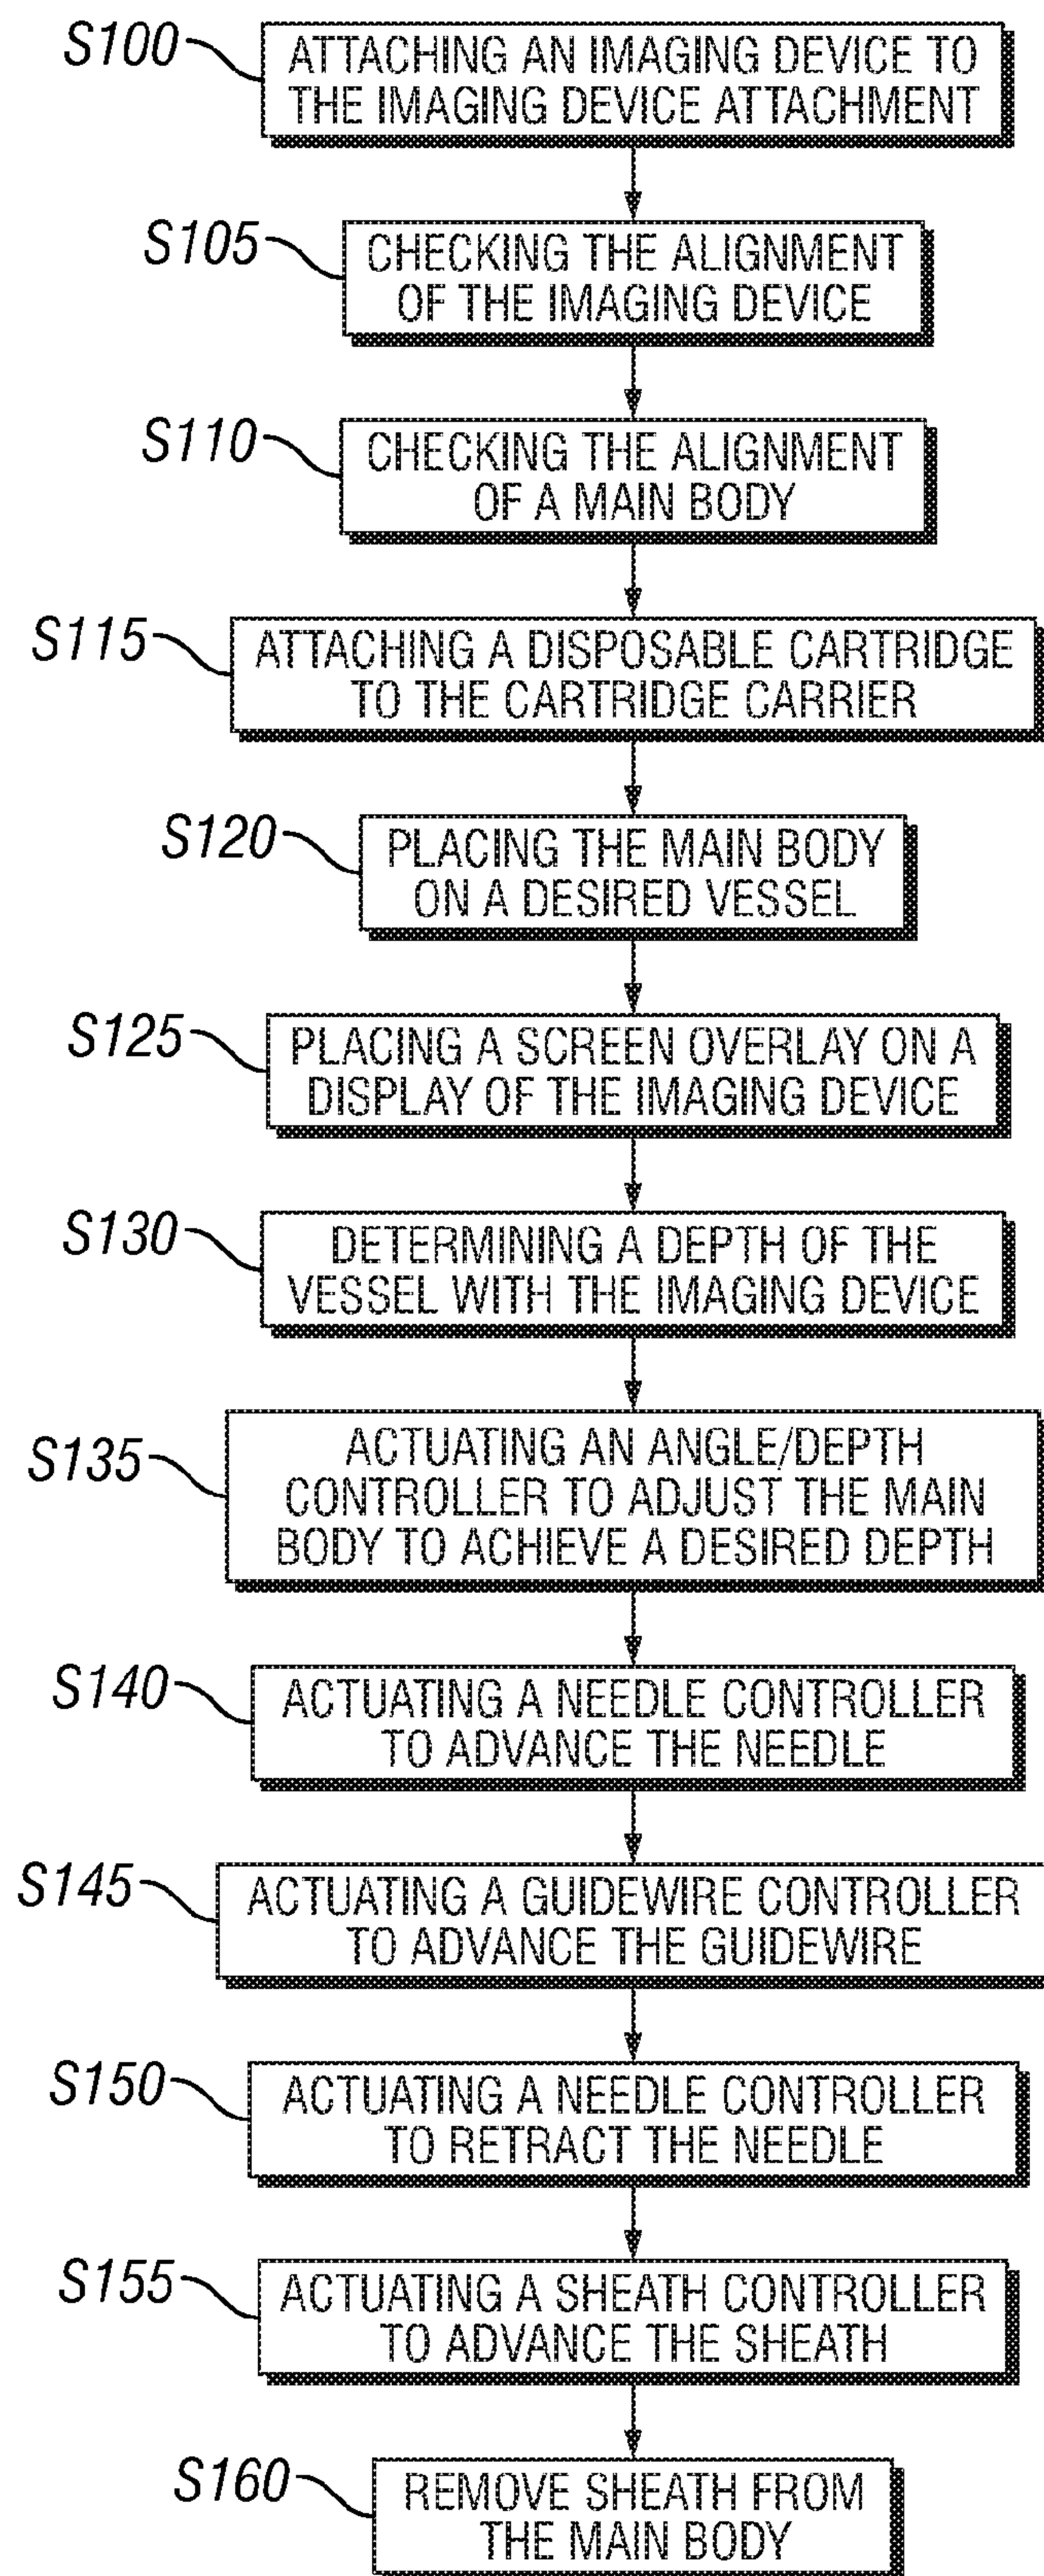 S100
ATTACHING AN IMAGING DEVICE TO
THE IMAGING DEVICE ATTACHMENT
S105
CHECKING THE ALIGNMENT
OF THE IMAGING DEVICE
S110
CHECKING THE ALIGNMENT
OF A MAIN BODY
S115
ATTACHING A DISPOSABLE CARTRIDGE
TO THE CARTRIDGE CARRIER
S120
PLACING THE MAIN BODY
ON A DESIRED VESSEL
S125
PLACING A SCREEN OVERLAY ON A
DISPLAY OF THE IMAGING DEVICE
S130
DETERMINING A DEPTH OF THE
VESSEL WITH THE IMAGING DEVICE
S135
ACTUATING AN ANGLE/DEPTH
CONTROLLER TO ADJUST THE MAIN
BODY TO ACHIEVE A DESIRED DEPTH
S140
ACTUATING A NEEDLE CONTROLLER
TO ADVANCE THE NEEDLE
S145
ACTUATING A GUIDEWIRE CONTROLLER
TO ADVANCE THE GUIDEWIRE
S150
ACTUATING A NEEDLE CONTROLLER
TO RETRACT THE NEEDLE
S155
ACTUATING A SHEATH CONTROLLER
TO ADVANCE THE SHEATH
S160
REMOVE SHEATH FROM
THE MAIN BODY